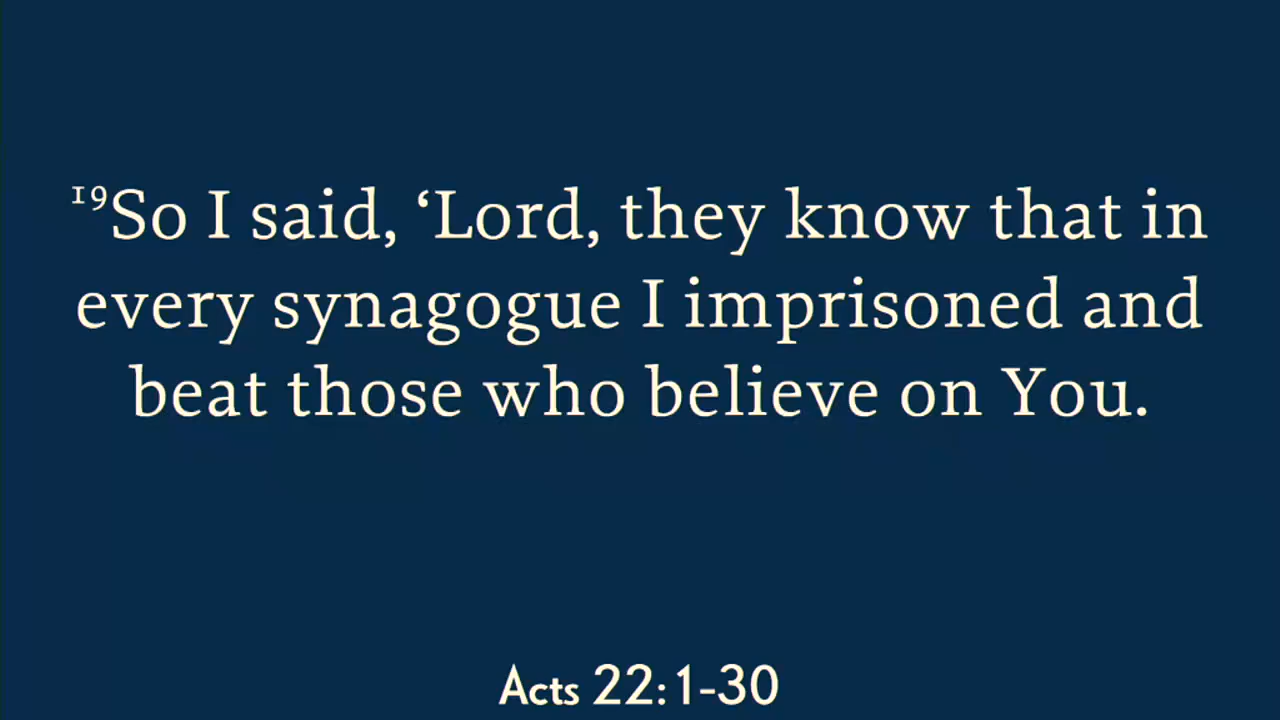 19So I said, ‘Lord, they know that in
every synagogue I imprisoned and
beat those who believe on You.
Acts 22:1-30